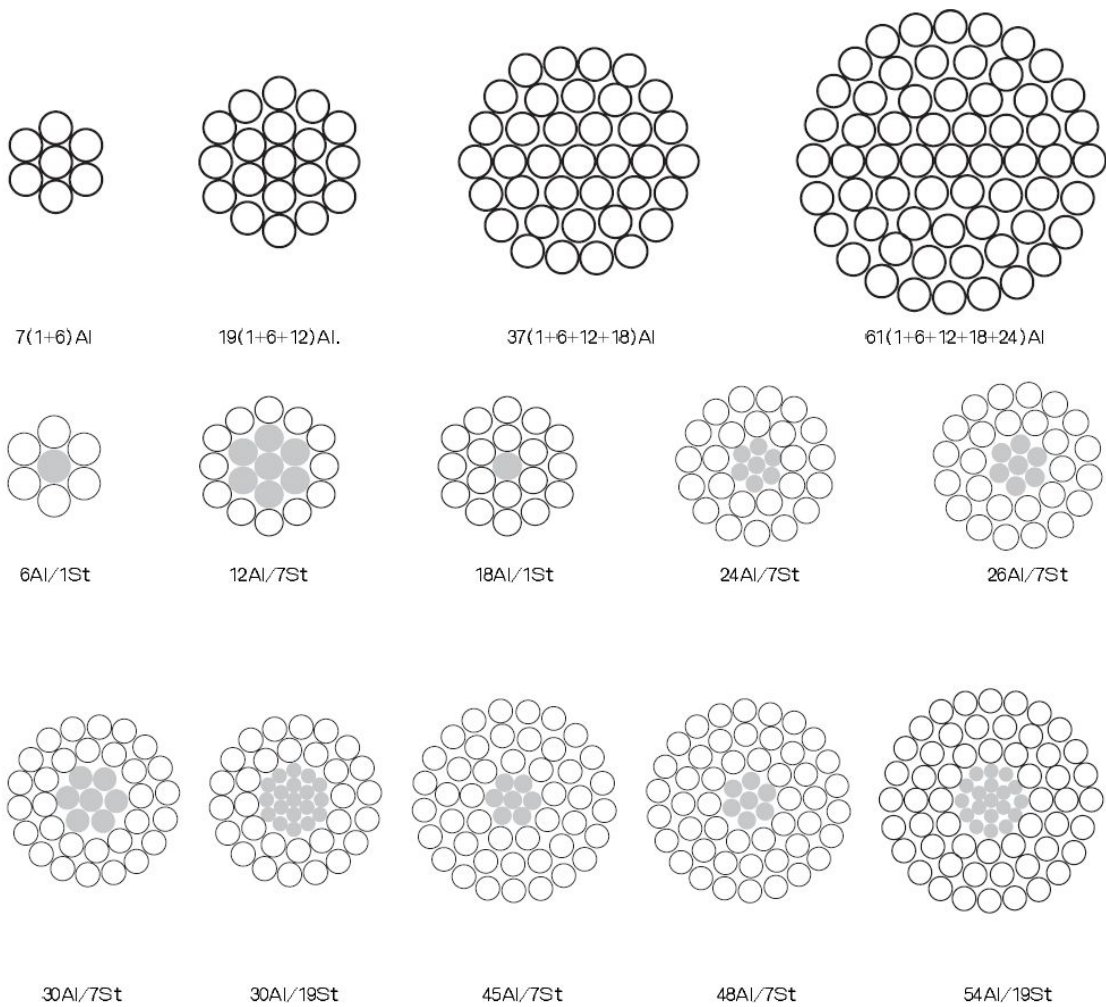 7(1+6)Al
19(1+6+12)Al.
37(1+6+12+18)Al
61(1+6+12+18+24)Al
6Al/1St
12Al/7St
18Al/1St
24Al/7St
26Al/7St
30Al/7St
30Al/19St
45Al/7St
48Al/7St
54Al/19St